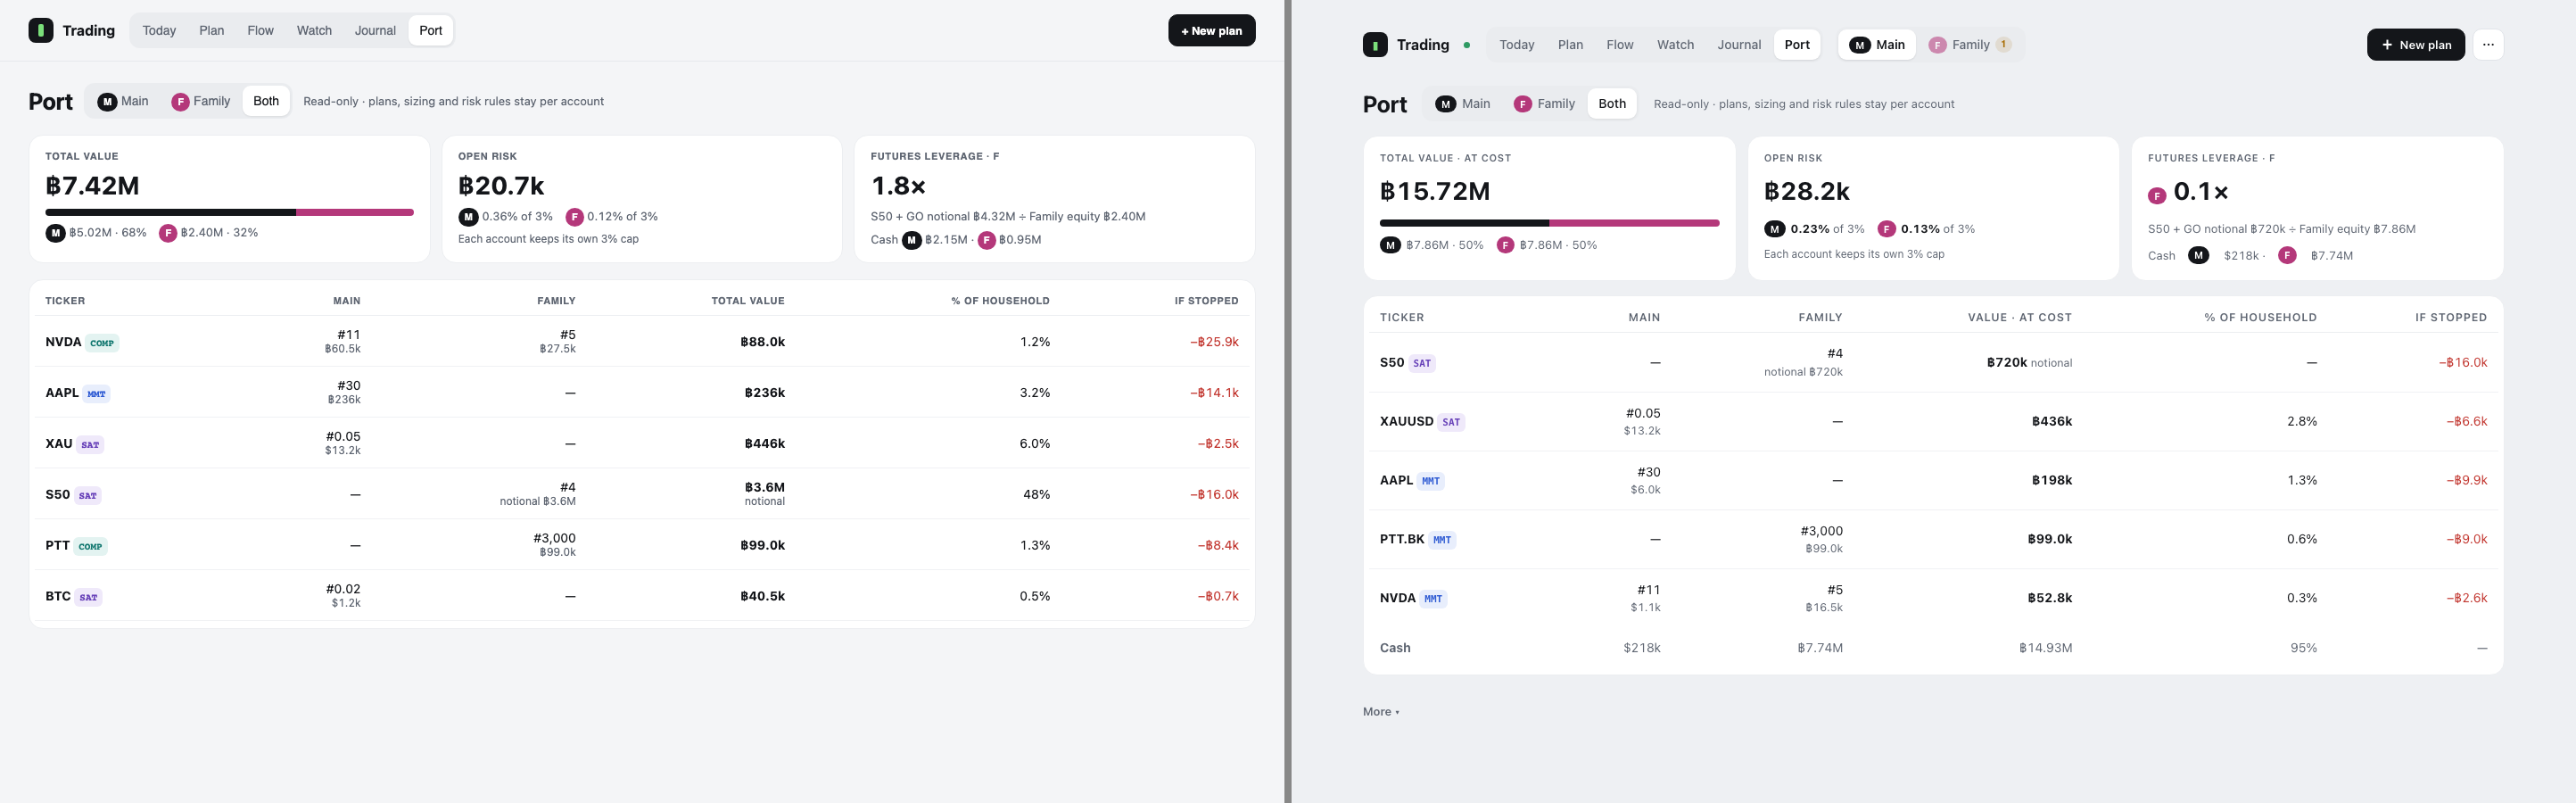 Trading Today Plan Flow Watch Journal Port + New plan
Port M Main F Family Both Read-only · plans, sizing and risk rules stay per account
TOTAL VALUE
฿7.42M
M ฿5.02M · 68% F ฿2.40M · 32%
OPEN RISK
฿20.7k
M 0.36% of 3% F 0.12% of 3%
Each account keeps its own 3% cap
FUTURES LEVERAGE · F
1.8×
S50 + GO notional ฿4.32M ÷ Family equity ฿2.40M
Cash M ฿2.15M · F ฿0.95M
TICKER MAIN FAMILY TOTAL VALUE % OF HOUSEHOLD IF STOPPED
NVDA COMP #11 #5 ฿88.0k 1.2% −฿25.9k
฿60.5k ฿27.5k
AAPL MMT #30 — ฿236k 3.2% −฿14.1k
฿236k
XAU SAT #0.05 — ฿446k 6.0% −฿2.5k
$13.2k
S50 SAT — #4 ฿3.6M 48% −฿16.0k
notional ฿3.6M notional
PTT COMP — #3,000 ฿99.0k 1.3% −฿8.4k
฿99.0k
BTC SAT #0.02 — ฿40.5k 0.5% −฿0.7k
$1.2k
Trading Today Plan Flow Watch Journal Port M Main F Family 1 + New plan ···
Port M Main F Family Both Read-only · plans, sizing and risk rules stay per account
TOTAL VALUE · AT COST
฿15.72M
M ฿7.86M · 50% F ฿7.86M · 50%
OPEN RISK
฿28.2k
M 0.23% of 3% F 0.13% of 3%
Each account keeps its own 3% cap
FUTURES LEVERAGE · F
F 0.1×
S50 + GO notional ฿720k ÷ Family equity ฿7.86M
Cash M $218k · F ฿7.74M
TICKER MAIN FAMILY VALUE · AT COST % OF HOUSEHOLD IF STOPPED
S50 SAT — #4 ฿720k notional — −฿16.0k
notional ฿720k
XAUUSD SAT #0.05 — ฿436k 2.8% −฿6.6k
$13.2k
AAPL MMT #30 — ฿198k 1.3% −฿9.9k
$6.0k
PTT.BK MMT — #3,000 ฿99.0k 0.6% −฿9.0k
฿99.0k
NVDA MMT #11 #5 ฿52.8k 0.3% −฿2.6k
$1.1k ฿16.5k
Cash $218k ฿7.74M ฿14.93M 95% —
More ▾